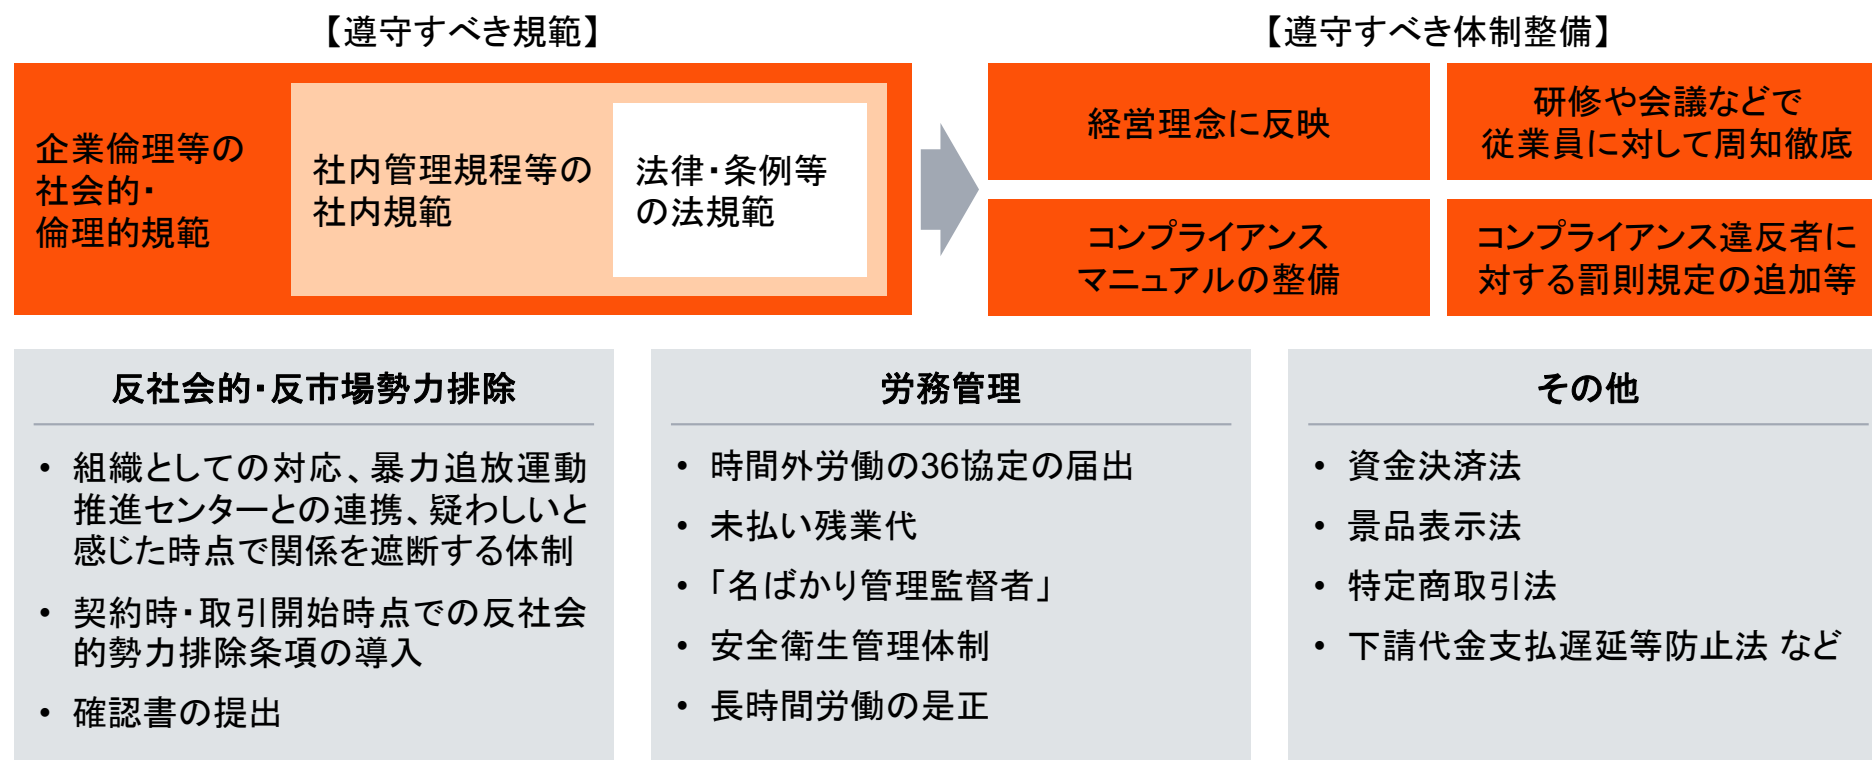 【遵守すべき規範】
企業倫理等の
社会的・
倫理的規範
社内管理規程等の
社内規範
法律・条例等
の法規範
【遵守すべき体制整備】
経営理念に反映
研修や会議などで
従業員に対して周知徹底
コンプライアンス
マニュアルの整備
コンプライアンス違反者に
対する罰則規定の追加等
反社会的・反市場勢力排除
• 組織としての対応、暴力追放運動
推進センターとの連携、疑わしいと
感じた時点で関係を遮断する体制
• 契約時・取引開始時点での反社会
的勢力排除条項の導入
• 確認書の提出
労務管理
• 時間外労働の36協定の届出
• 未払い残業代
• 「名ばかり管理監督者」
• 安全衛生管理体制
• 長時間労働の是正
その他
• 資金決済法
• 景品表示法
• 特定商取引法
• 下請代金支払遅延等防止法 など